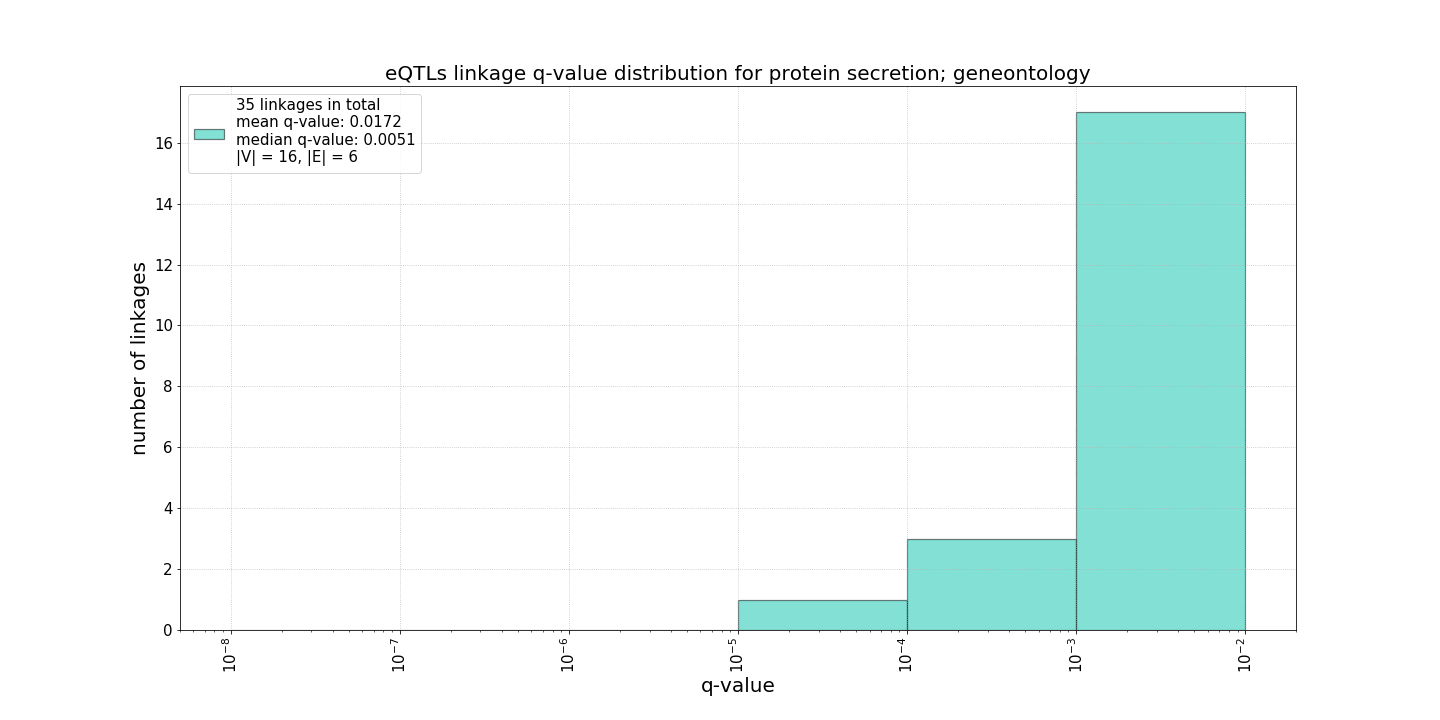 eQTLs linkage q-value distribution for protein secretion; geneontology
35 linkages in total
mean q-value: 0.0172
median q-value: 0.0051
|V| = 16, |E| = 6
number of linkages
16
14
12
10
8
6
4
2
0
10⁻⁸
10⁻⁷
10⁻⁶
10⁻⁵
10⁻⁴
10⁻³
10⁻²
q-value